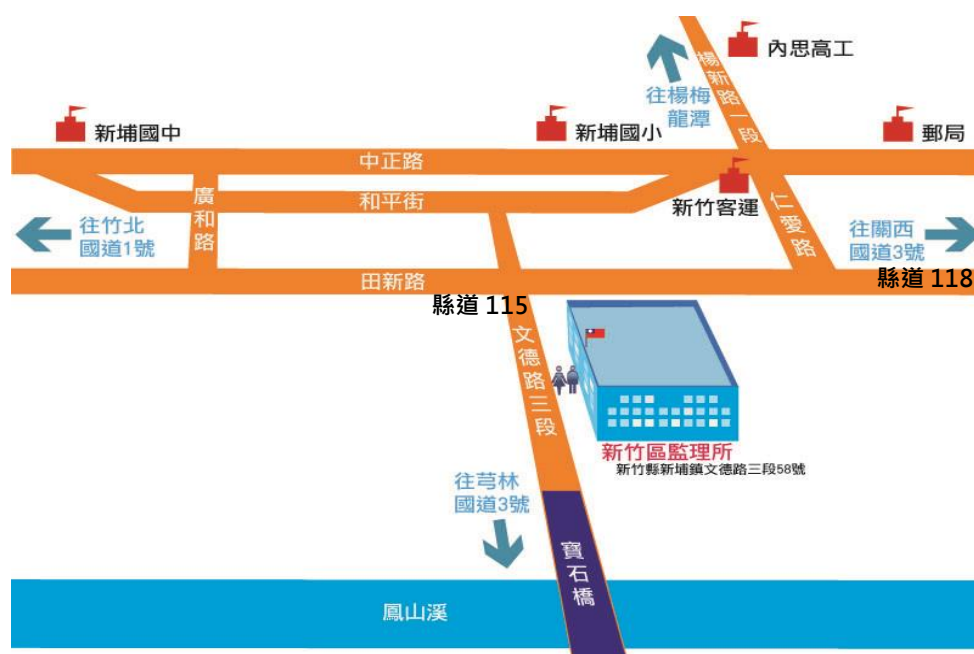 內思高工
楊新路一段
往楊梅
龍潭
新埔國中
新埔國小
郵局
中正路
廣和路
和平街
新竹客運
仁愛路
往竹北
國道1號
往關西
國道3號
田新路
縣道 118
縣道 115
文德路三段
新竹區監理所
新竹縣新埔鎮文德路三段58號
往芎林
國道3號
寶石橋
鳳山溪